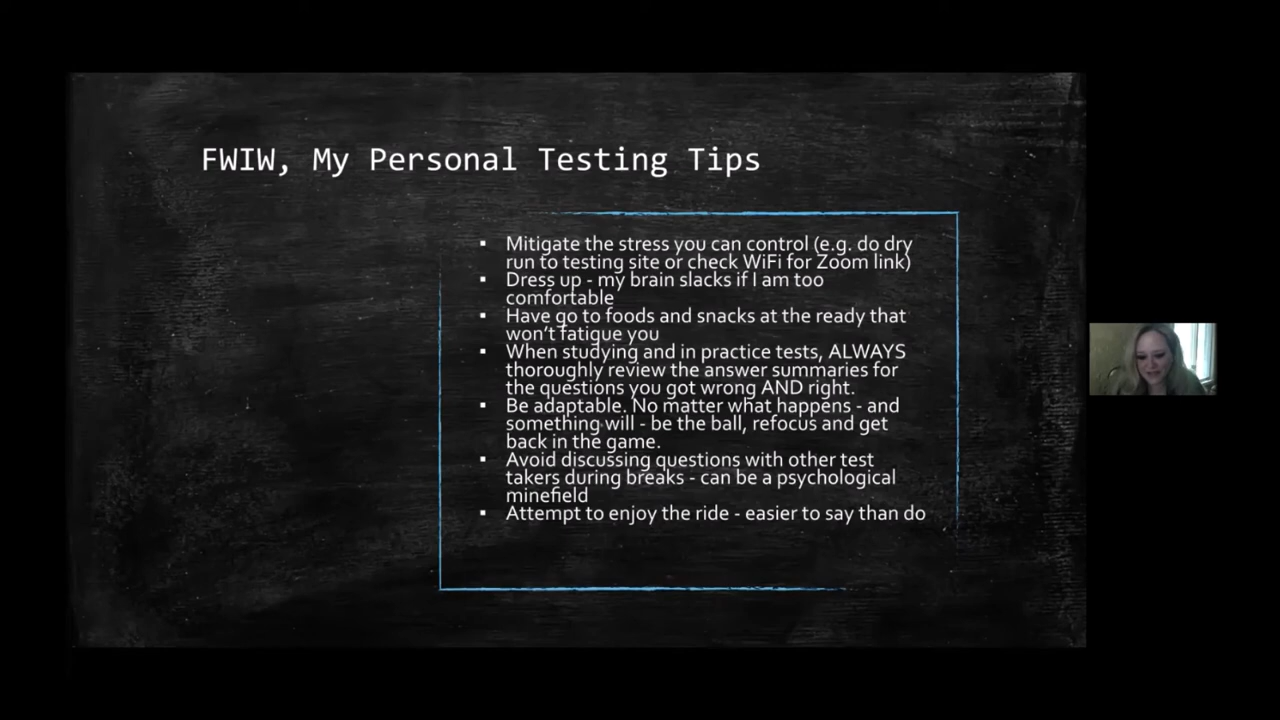 FWIW, My Personal Testing Tips
▪ Mitigate the stress you can control (e.g. do dry
run to testing site or check WiFi for Zoom link)
▪ Dress up - my brain slacks if I am too
comfortable
▪ Have go to foods and snacks at the ready that
won't fatigue you
▪ When studying and in practice tests, ALWAYS
thoroughly review the answer summaries for
the questions you got wrong AND right.
▪ Be adaptable. No matter what happens - and
something will - be the ball, refocus and get
back in the game.
▪ Avoid discussing questions with other test
takers during breaks - can be a psychological
minefield
▪ Attempt to enjoy the ride - easier to say than do